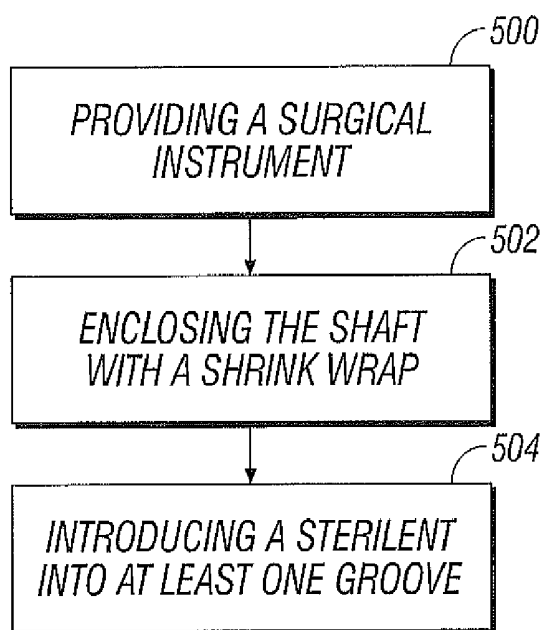 500
PROVIDING A SURGICAL
INSTRUMENT
502
ENCLOSING THE SHAFT
WITH A SHRINK WRAP
504
INTRODUCING A STERILENT
INTO AT LEAST ONE GROOVE